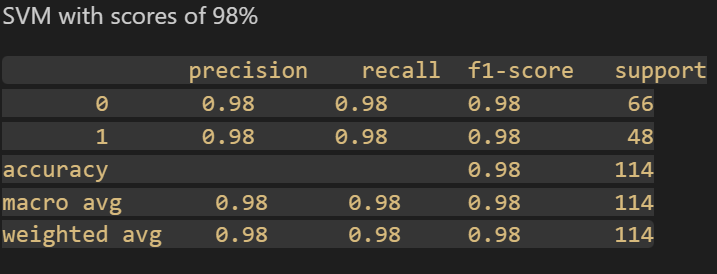 SVM with scores of 98%
precision recall f1-score support
0 0.98 0.98 0.98 66
1 0.98 0.98 0.98 48
accuracy 0.98 114
macro avg 0.98 0.98 0.98 114
weighted avg 0.98 0.98 0.98 114